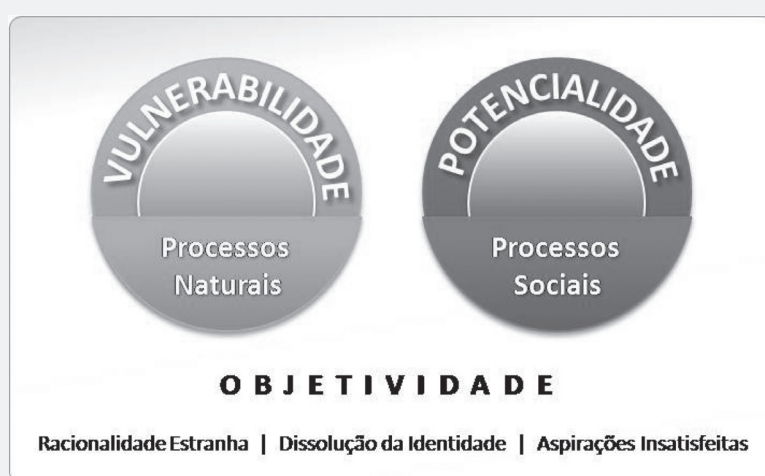 VULNERABILIDADE
Processos
Naturais
POTENCIALIDADE
Processos
Sociais
OBJETIVIDADE
Racionalidade Estranha | Dissolução da Identidade | Aspirações Insatisfeitas